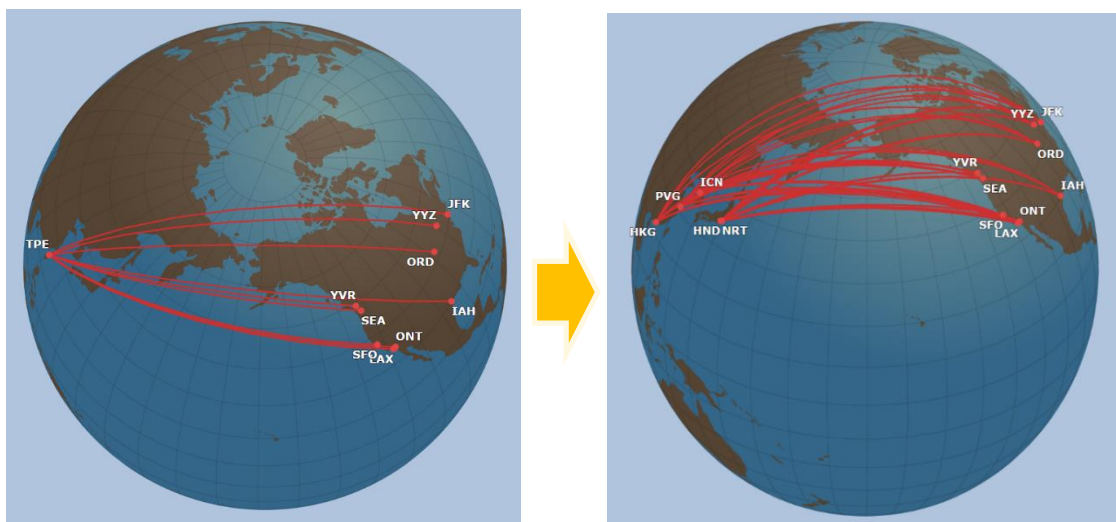 TPE
JFK
YYZ
ORD
YVR
SEA
IAH
ONT
SFO
LAX
YYZ
JFK
ORD
YVR
SEA
ICN
PVG
IAH
HKG
HND
NRT
ONT
SFO
LAX